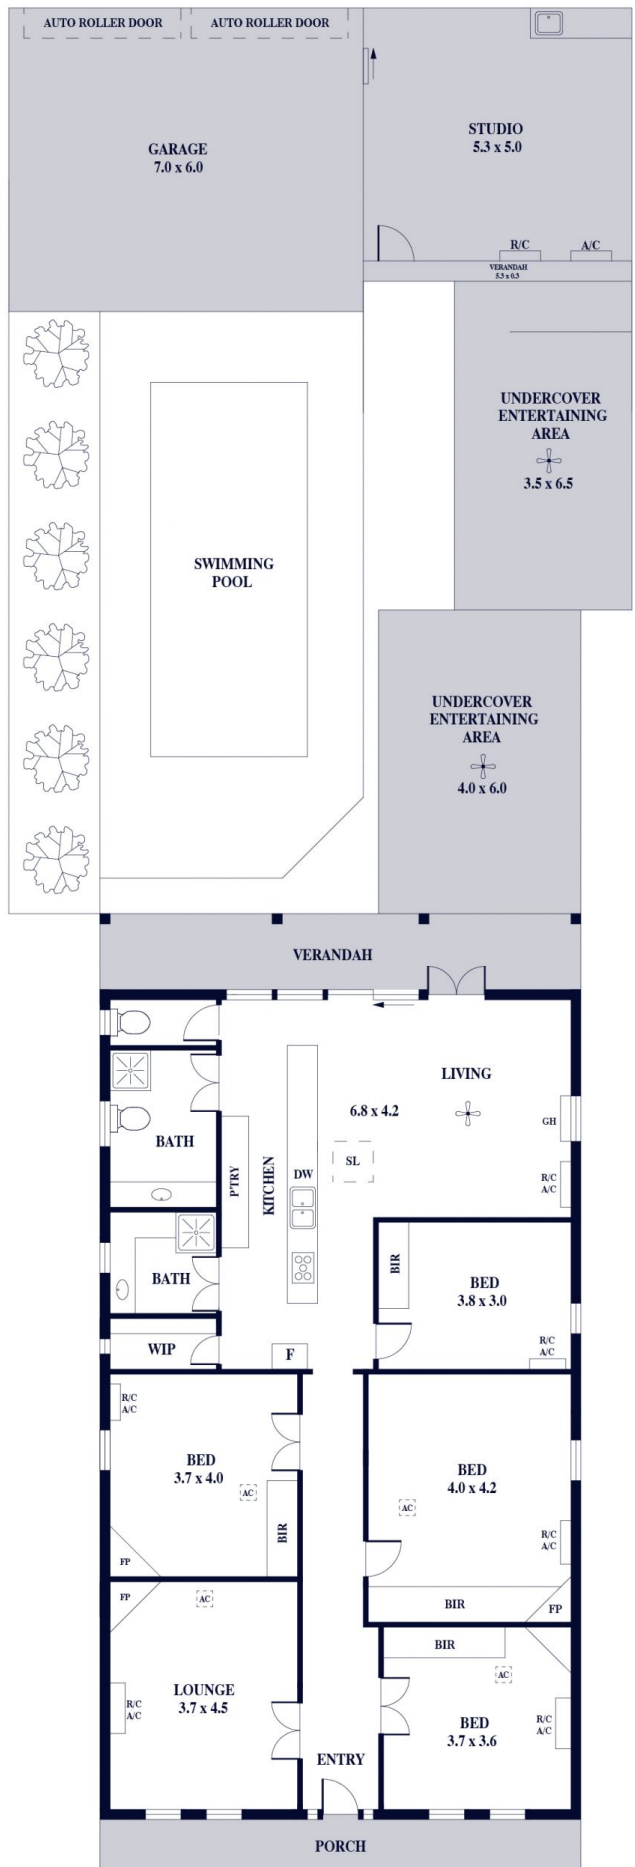 AUTO ROLLER DOOR
AUTO ROLLER DOOR
GARAGE
7.0 x 6.0
STUDIO
5.3 x 5.0
R/C
A/C
VERANDAH
5.3 x 0.3
UNDERCOVER
ENTERTAINING
AREA
3.5 x 6.5
SWIMMING
POOL
UNDERCOVER
ENTERTAINING
AREA
4.0 x 6.0
VERANDAH
LIVING
6.8 x 4.2
GH
BATH
PTRY
KITCHEN
DW
SL
R/C
A/C
BATH
BIR
BED
3.8 x 3.0
WIP
F
R/C
A/C
R/C
A/C
BED
3.7 x 4.0
AC
BIR
FP
BED
4.0 x 4.2
AC
R/C
A/C
BIR
FP
FP
AC
LOUNGE
3.7 x 4.5
R/C
A/C
BIR
AC
BED
3.7 x 3.6
R/C
A/C
ENTRY
PORCH